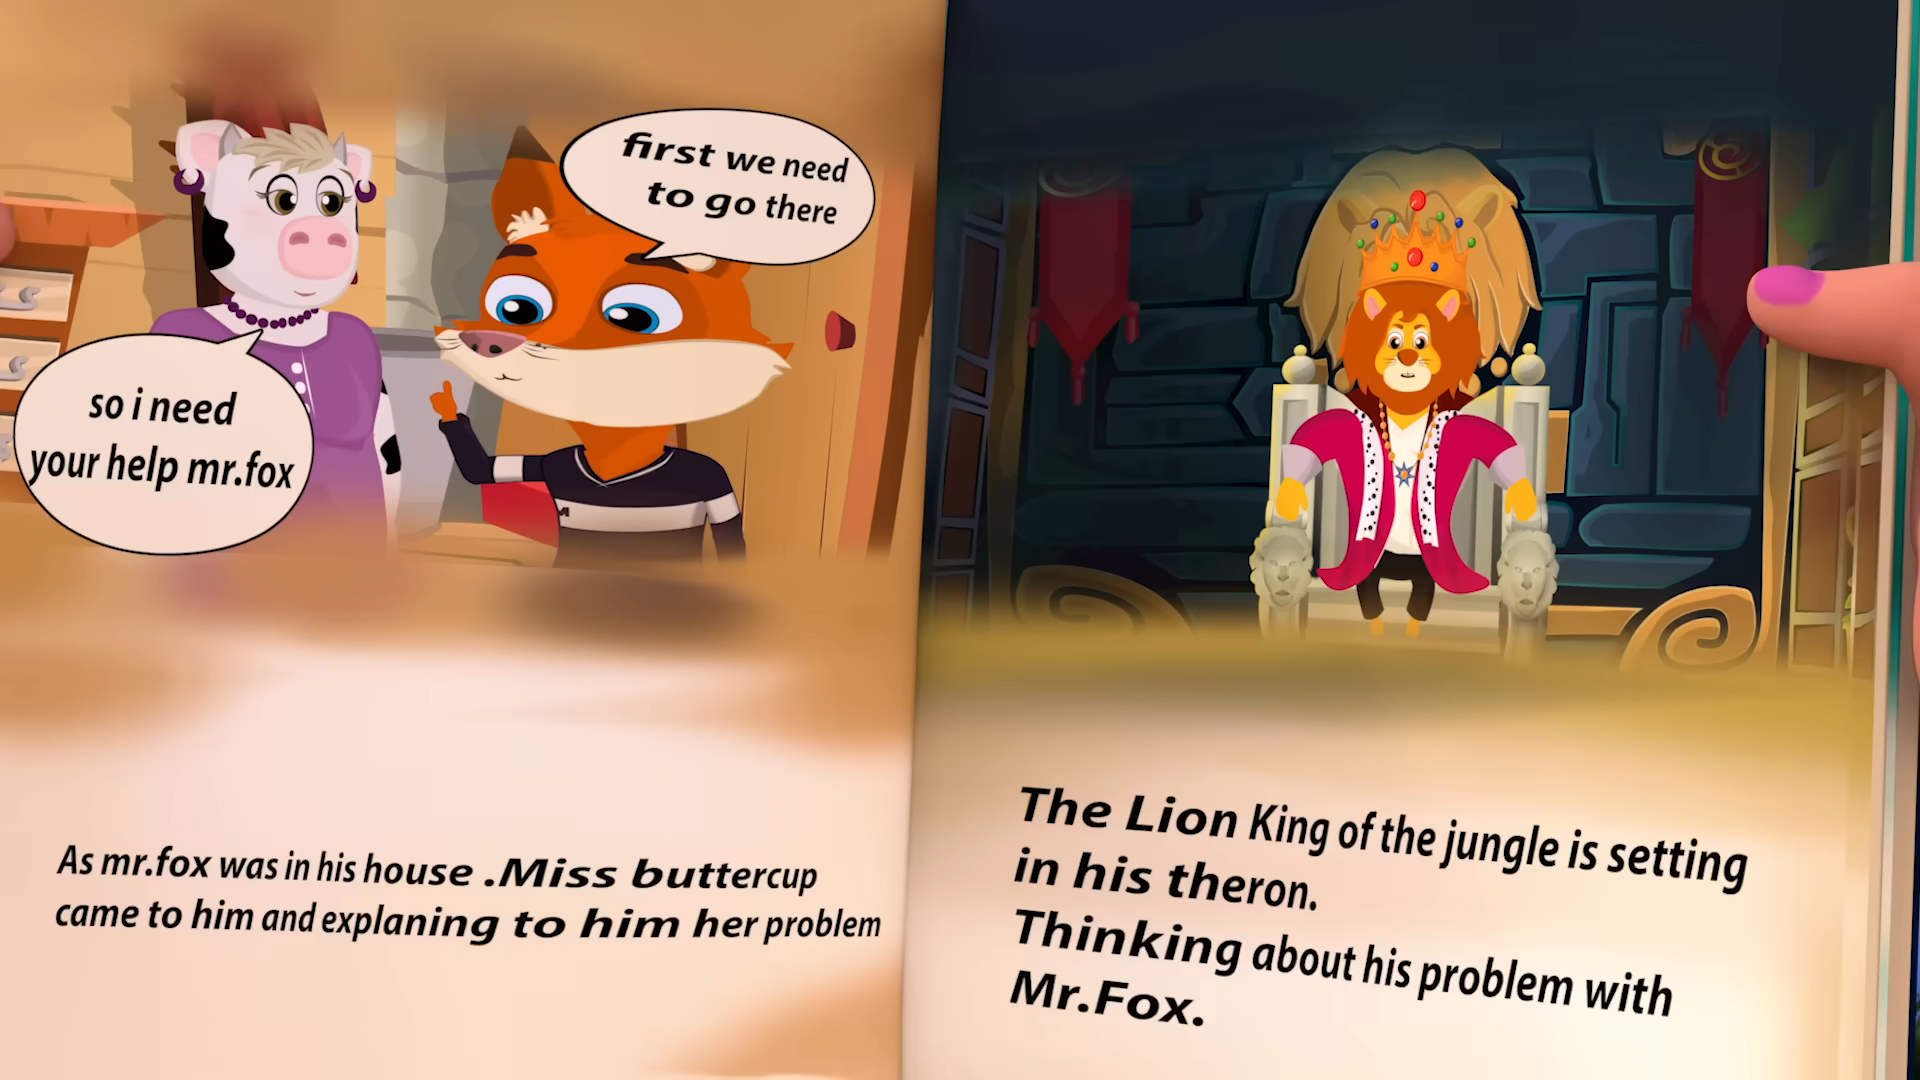 first we need
to go there
so i need
your help mr.fox
As mr.fox was in his house .Miss buttercup
came to him and explaning to him her problem
The Lion King of the jungle is setting
in his theron.
Thinking about his problem with
Mr.Fox.